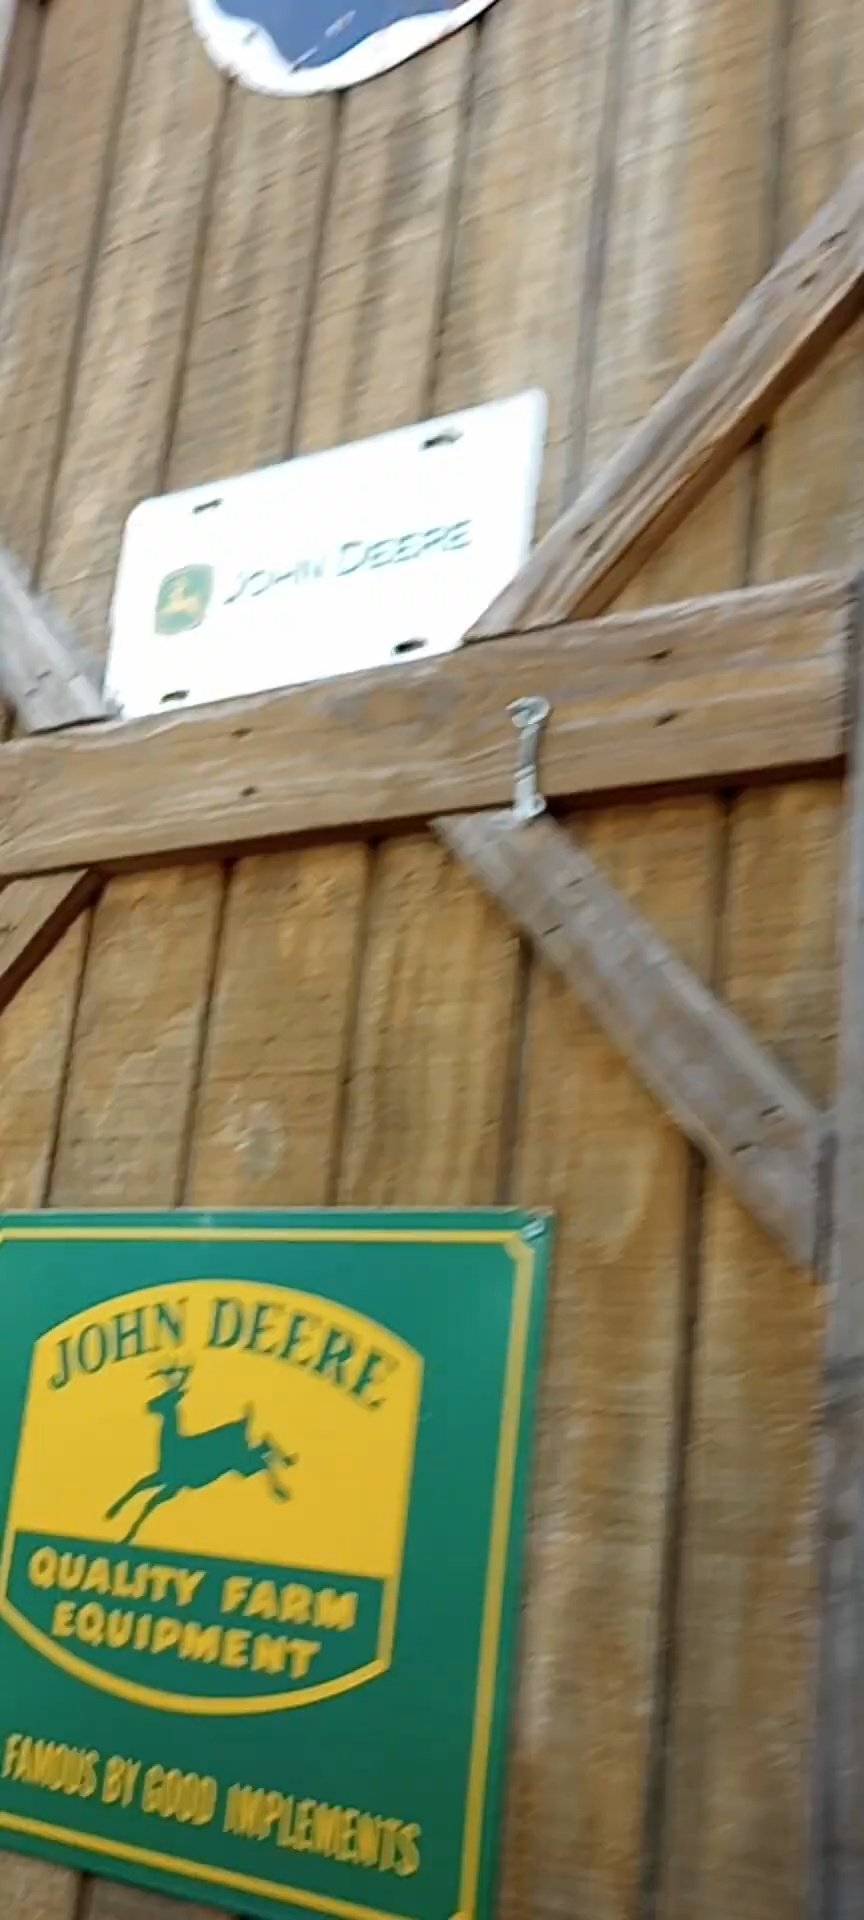 JOHN DEERE
JOHN DEERE
QUALITY FARM
EQUIPMENT
FAMOUS BY GOOD IMPLEMENTS